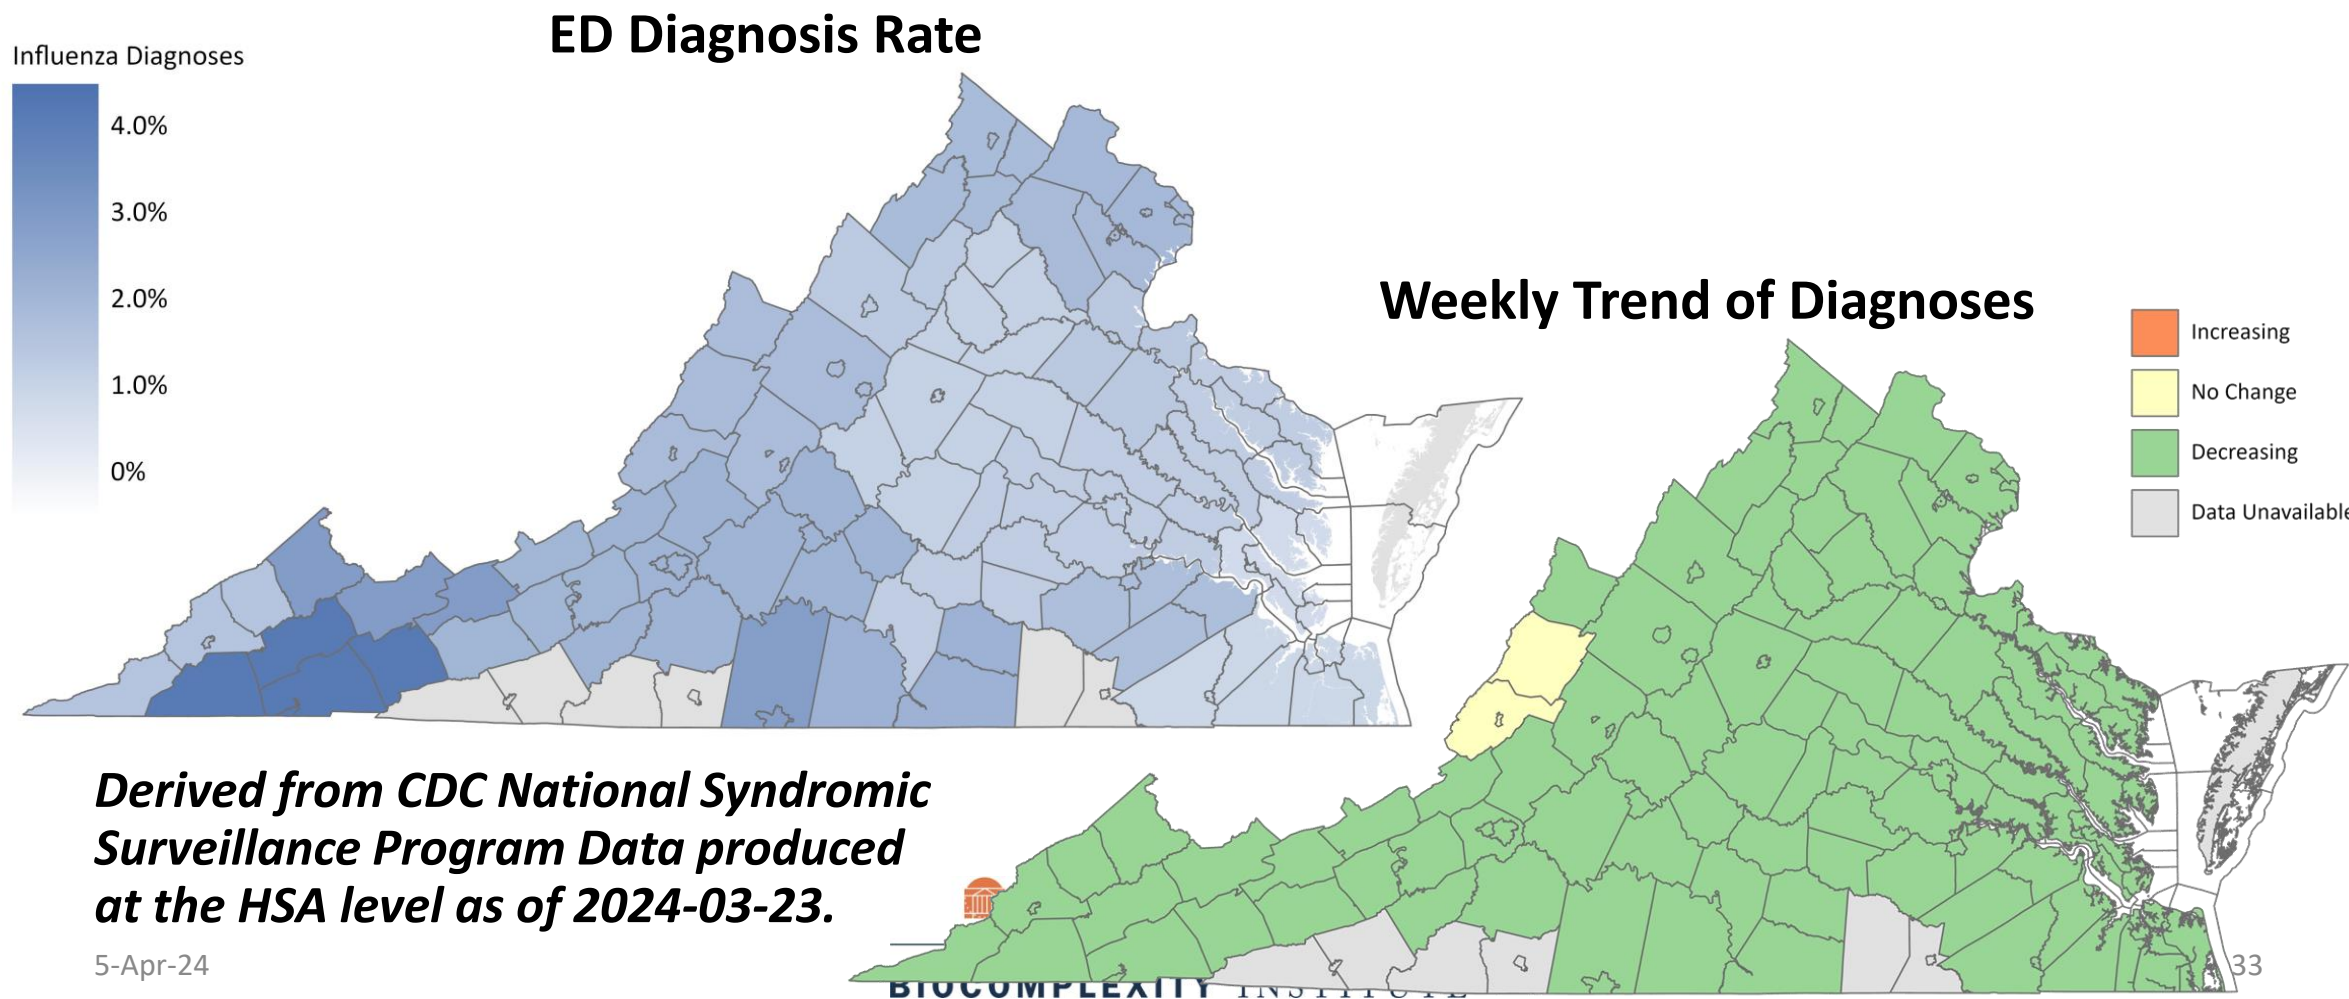 ED Diagnosis Rate
Influenza Diagnoses
4.0%
3.0%
2.0%
1.0%
0%
Weekly Trend of Diagnoses
Increasing
No Change
Decreasing
Data Unavailable
Derived from CDC National Syndromic
Surveillance Program Data produced
at the HSA level as of 2024-03-23.
5-Apr-24
BIOCOMPLEXITY INSTITUTE
33